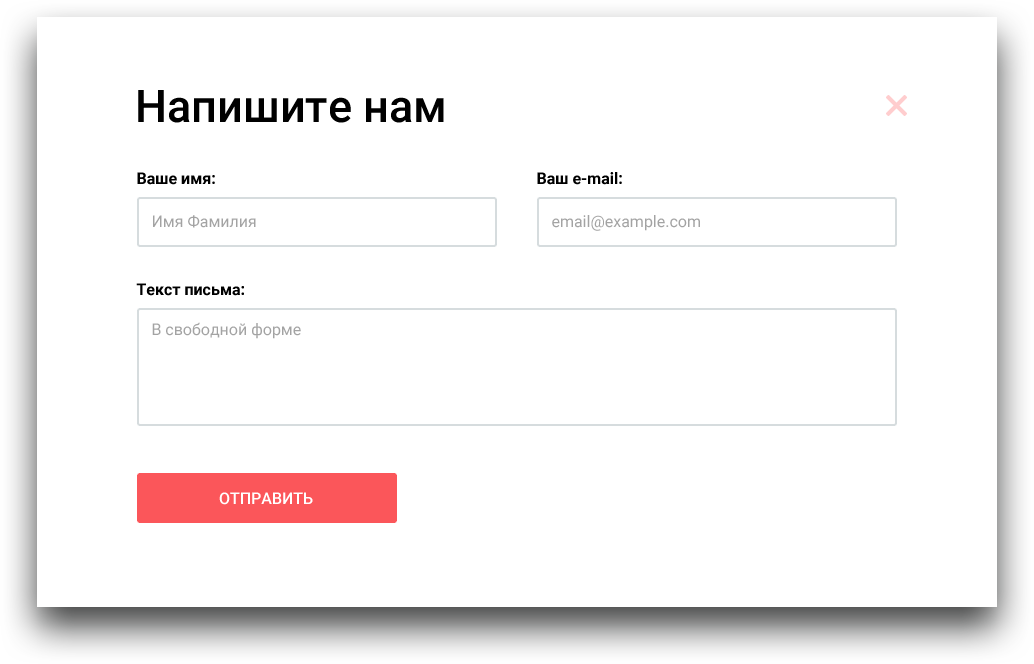 Напишите нам
Ваше имя:
Ваш e-mail:
Имя Фамилия
email@example.com
Текст письма:
В свободной форме
ОТПРАВИТЬ